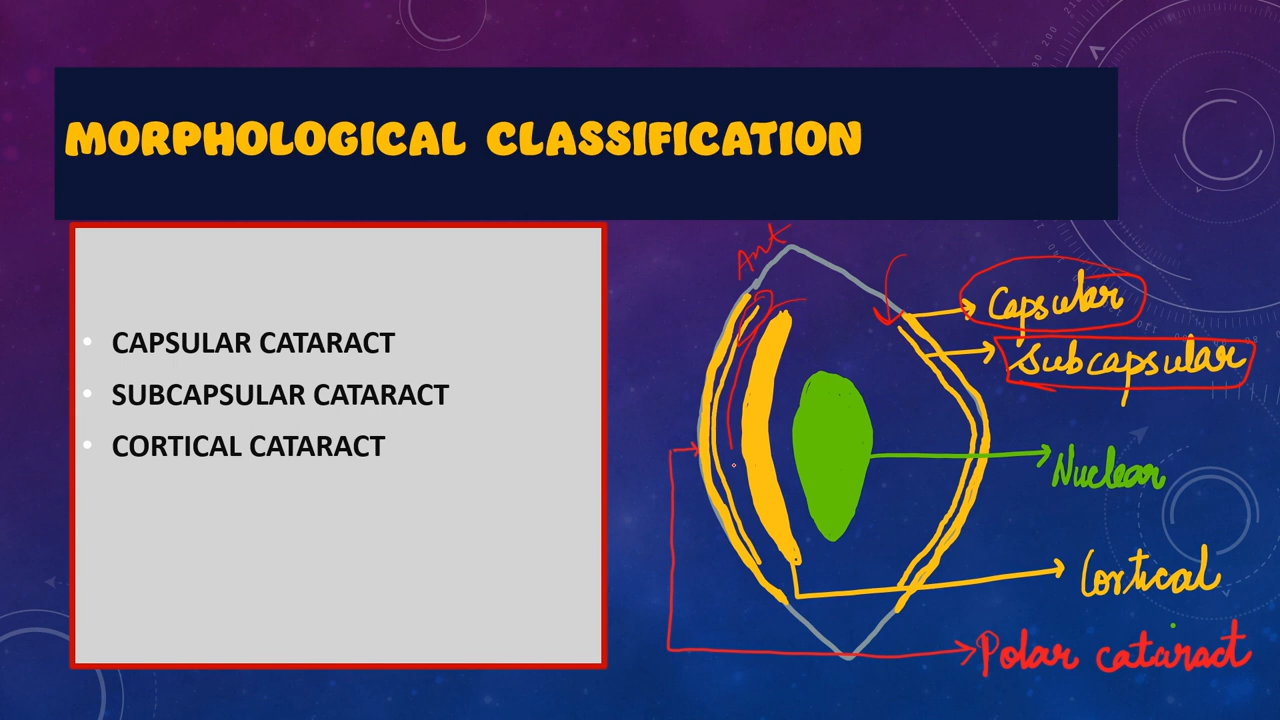 MORPHOLOGICAL CLASSIFICATION
• CAPSULAR CATARACT
• SUBCAPSULAR CATARACT
• CORTICAL CATARACT
Ant
Capsular
Subcapsular
Nuclear
Cortical
Polar cataract